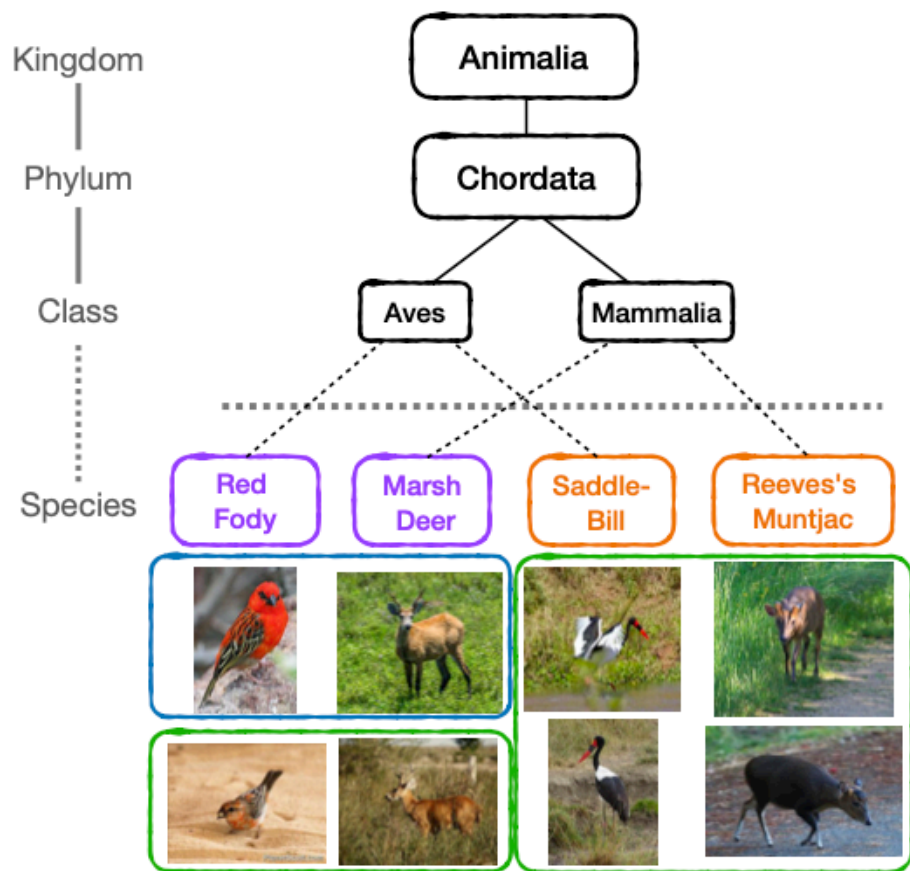 Kingdom
Animalia
Phylum
Chordata
Class
Aves
Mammalia
Species
Red
Fody
Marsh
Deer
Saddle-
Bill
Reeves's
Muntjac